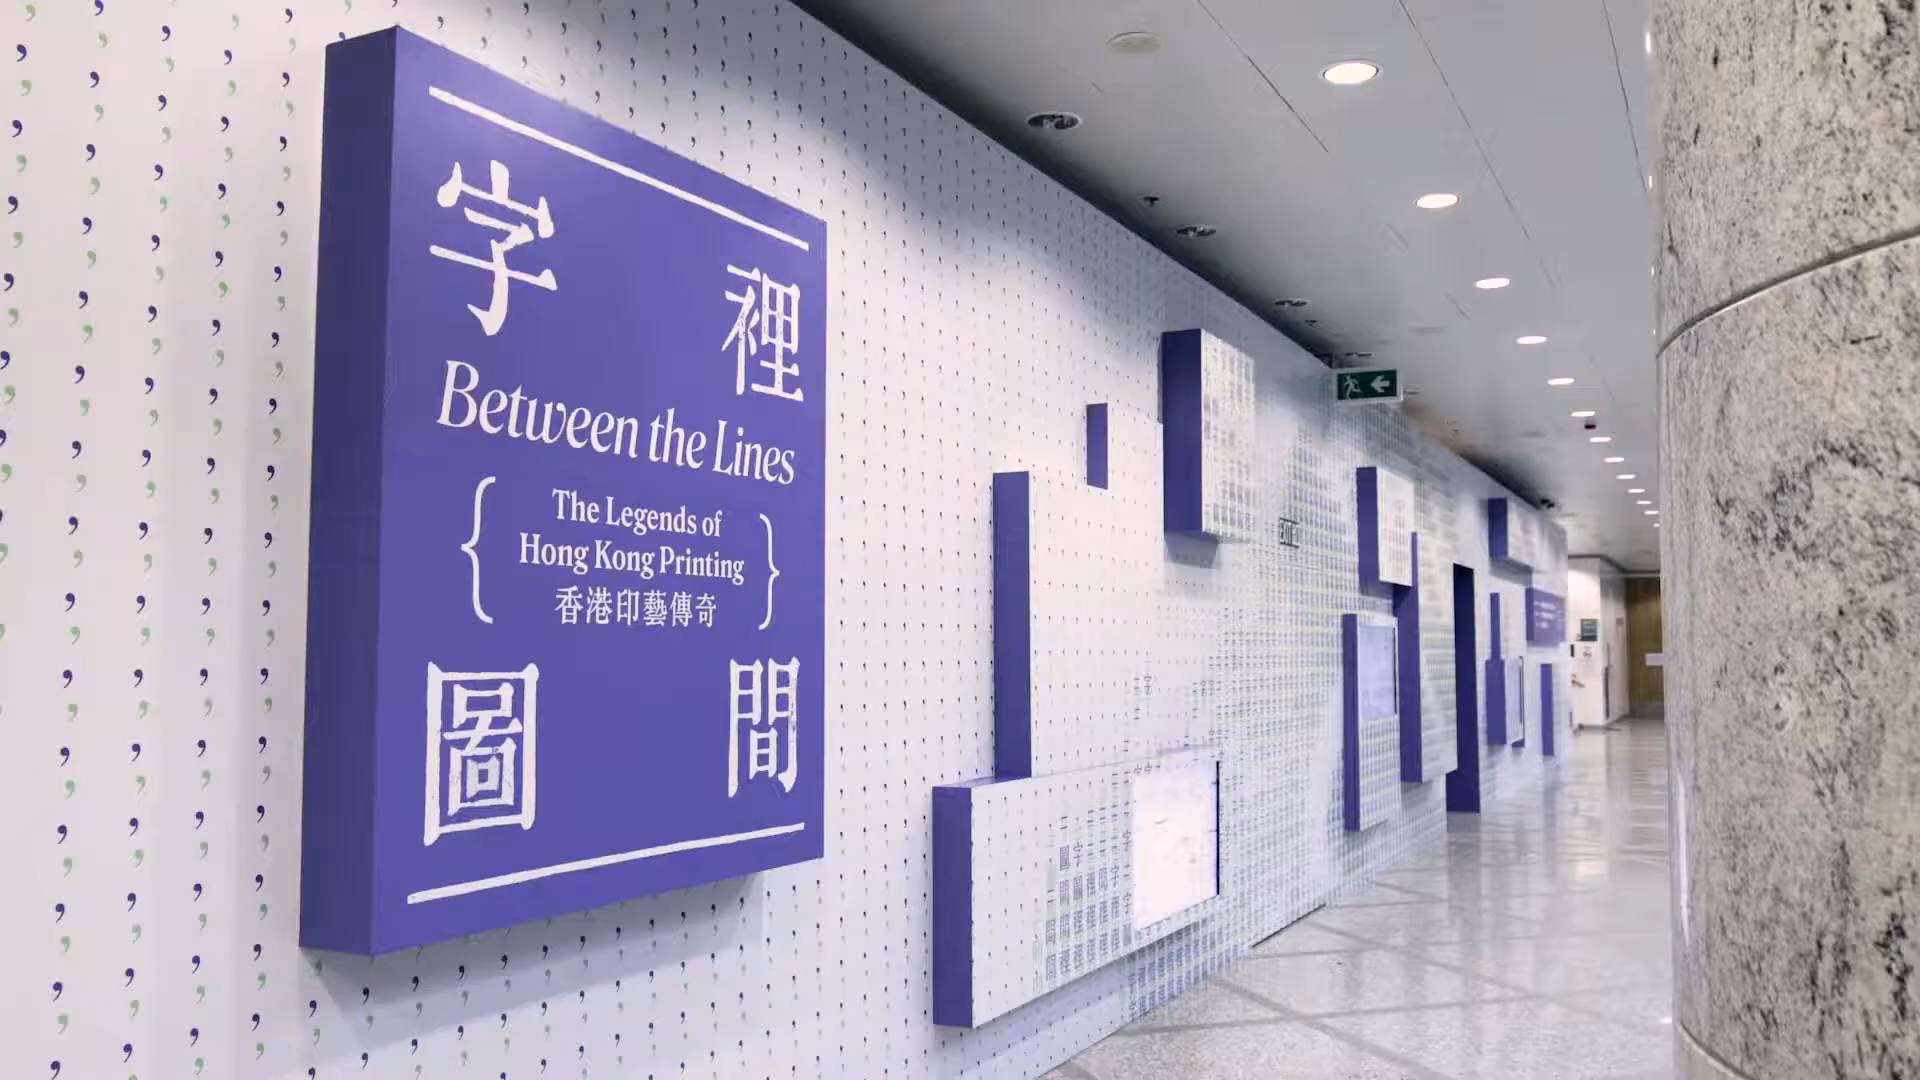 字裡
Between the Lines
The Legends of
Hong Kong Printing
香港印藝傳奇
圖間